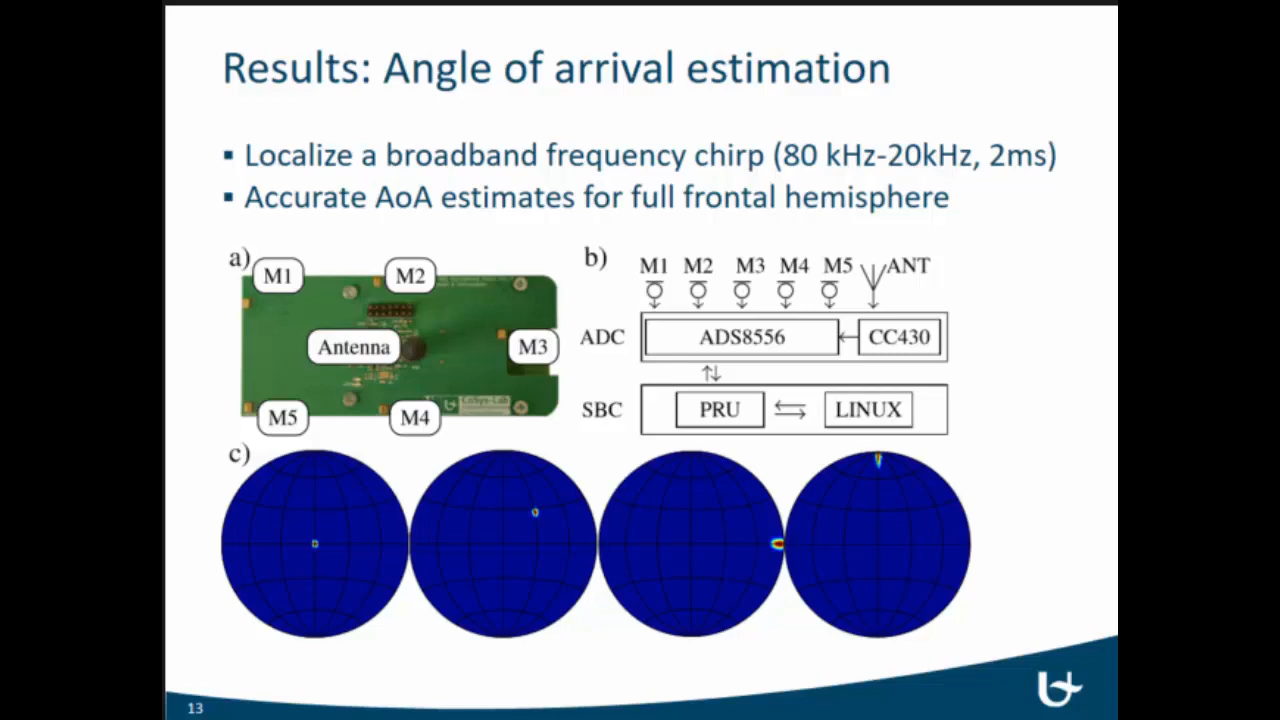 Results: Angle of arrival estimation
▪ Localize a broadband frequency chirp (80 kHz-20kHz, 2ms)
▪ Accurate AoA estimates for full frontal hemisphere
a)
M1
M2
Antenna
M3
M5
M4
CoSys-Lab
b)
M1 M2 M3 M4 M5 ANT
ADC ADS8556 CC430
SBC PRU LINUX
c)
13